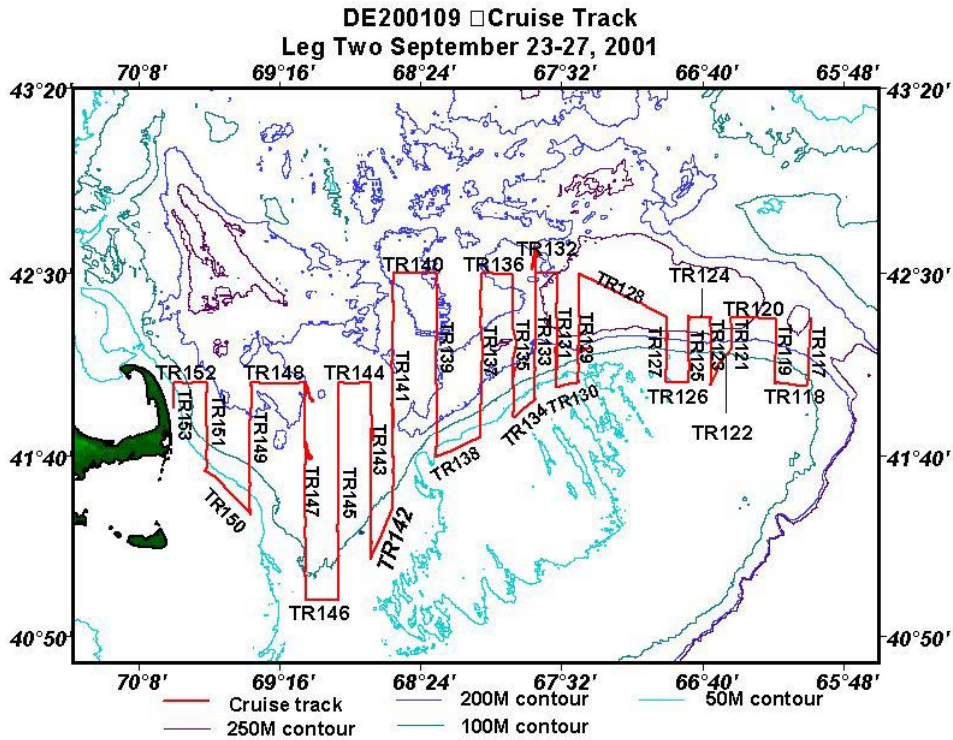 DE200109 □Cruise Track
Leg Two September 23-27, 2001
70°8' 69°16' 68°24' 67°32' 66°40' 65°48'
43°20' 43°20'
TR132
TR140 TR136
42°30' 42°30'
TR124
TR128
TR120
TR139
TR137
TR135
TR133
TR131
TR129
TR127
TR125
TR123
TR121
TR119
TR117
TR152 TR148 TR144
TR141
TR126 TR118
TR153
TR151
TR149
TR134
TR130
TR122
TR138
TR143
41°40' 41°40'
TR150
TR147
TR145
TR142
TR146
40°50' 40°50'
70°8' 69°16' 68°24' 67°32' 66°40' 65°48'
Cruise track 200M contour 50M contour
250M contour 100M contour